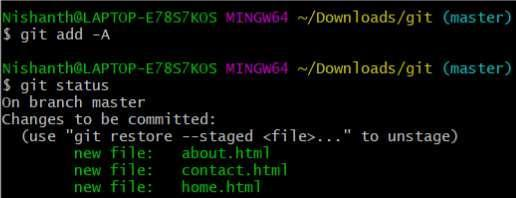 Nishanth@LAPTOP-E78S7KOS MINGW64 ~/Downloads/git (master)
$ git add -A
Nishanth@LAPTOP-E78S7KOS MINGW64 ~/Downloads/git (master)
$ git status
On branch master
Changes to be committed:
(use "git restore --staged <file>..." to unstage)
new file: about.html
new file: contact.html
new file: home.html